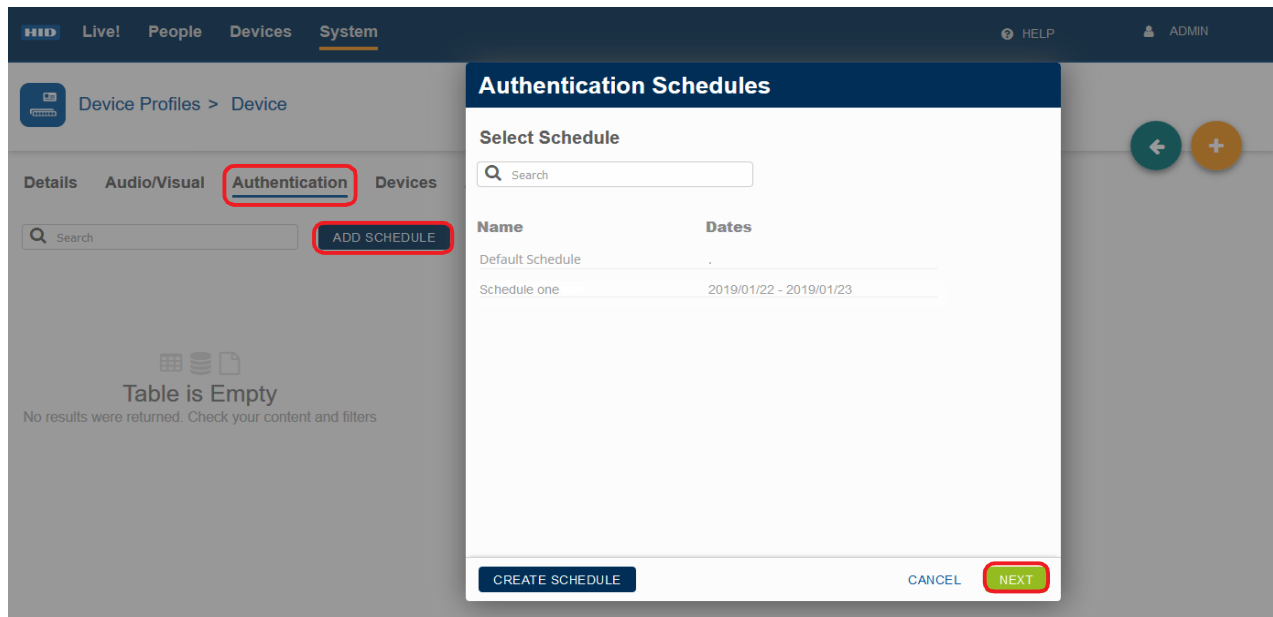 HID Live! People Devices System HELP ADMIN
Device Profiles > Device
Details Audio/Visual Authentication Devices
Search ADD SCHEDULE
Table is Empty
No results were returned. Check your content and filters
Authentication Schedules
Select Schedule
Search
Name Dates
Default Schedule .
Schedule one 2019/01/22 - 2019/01/23
CREATE SCHEDULE CANCEL NEXT